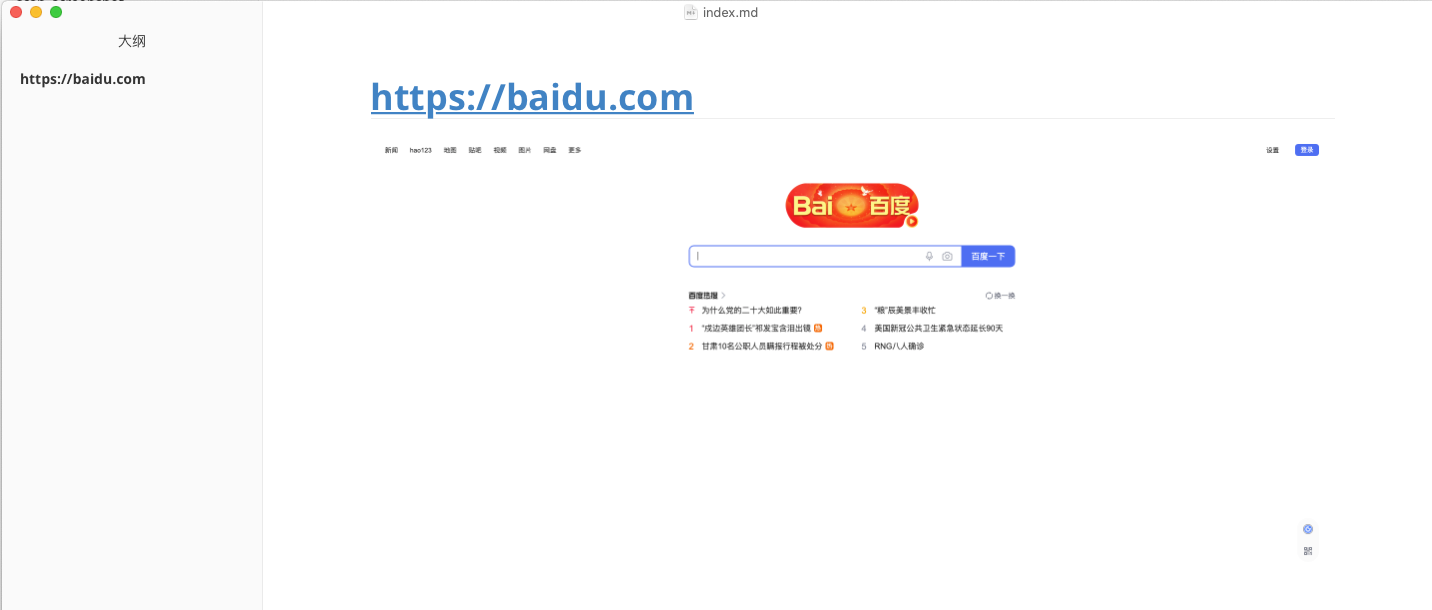 index.md
大纲
https://baidu.com
https://baidu.com
新闻 hao123 地图 贴吧 视频 图片 网盘 更多 设置 登录
Bai 百度
百度一下
百度热搜 换一换
为什么党的二十大如此重要?
1 "戍边英雄团长"祁发宝含泪出镜 热
2 甘肃10名公职人员瞒报行程被处分 热
3 "粮"辰美景丰收忙
4 美国新冠公共卫生紧急状态延长90天
5 RNG八人确诊